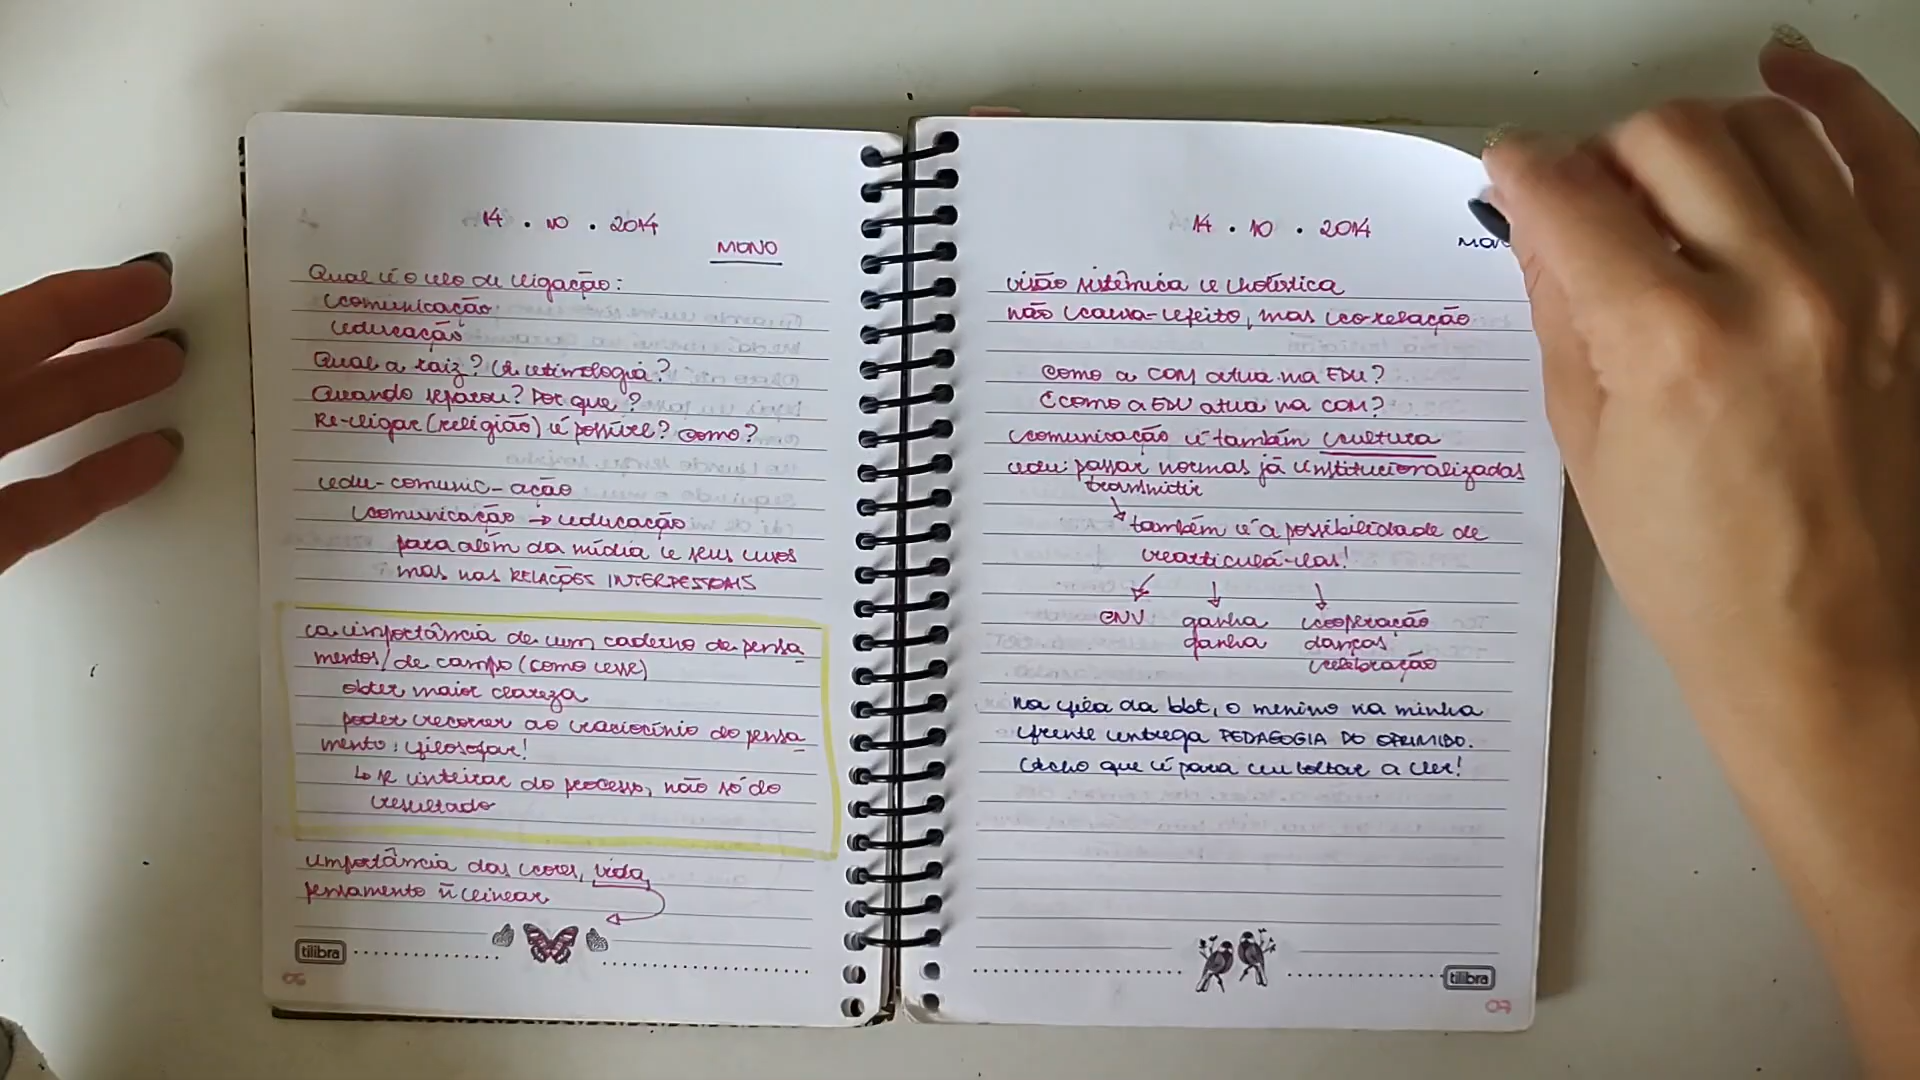 14 . 10 . 2014
MONO
Qual é o elo de ligação:
comunicação
educação
Qual a raiz? a etimologia?
Quando separou? Por que?
Re-ligar (religião) é possível? como?
edu-comunic-ação
comunicação → educação
para além da mídia e seus usos
mas nas RELAÇÕES INTERPESSOAIS
a importância de um caderno de pensa
mentos/de campo (como esse)
obter maior clareza
poder recorrer ao raciocínio do pensa
mento: filosofar!
↳ se inteirar do processo, não só do
resultado
importância das cores, vida,
pensamento ñ linear
tilibra
06
14 . 10 . 2014
visão sistêmica e holística
não causa-efeito, mas co-relação
como a COM atua na EDU?
E como a EDU atua na COM?
comunicação é também cultura
edu: passar normas já institucionalizadas
transmitir
também é a possibilidade de
rearticulá-las!
CNV ganha cooperação
ganha danças
celebração
na fila da bbt, o menino na minha
frente entrega PEDAGOGIA DO OPRIMIDO.
Acho que é para eu voltar a ler!
tilibra
07